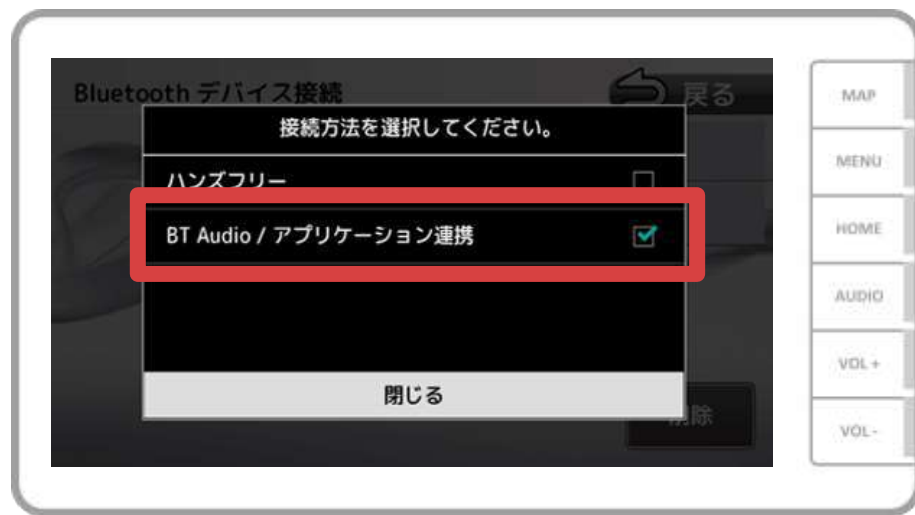 Bluetooth デバイス接続
戻る
接続方法を選択してください。
ハンズフリー
BT Audio / アプリケーション連携
閉じる
削除
MAP
MENU
HOME
AUDIO
VOL +
VOL -